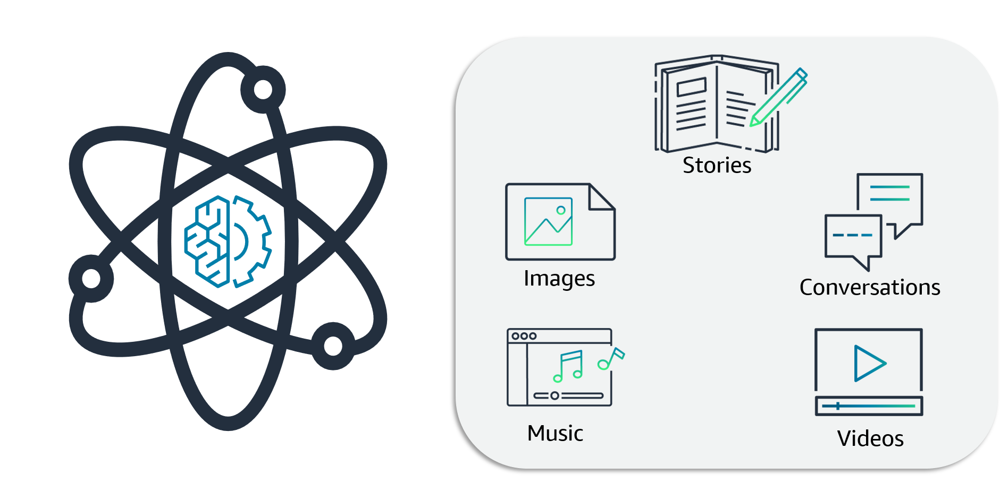 Stories
Images
Conversations
Music
Videos